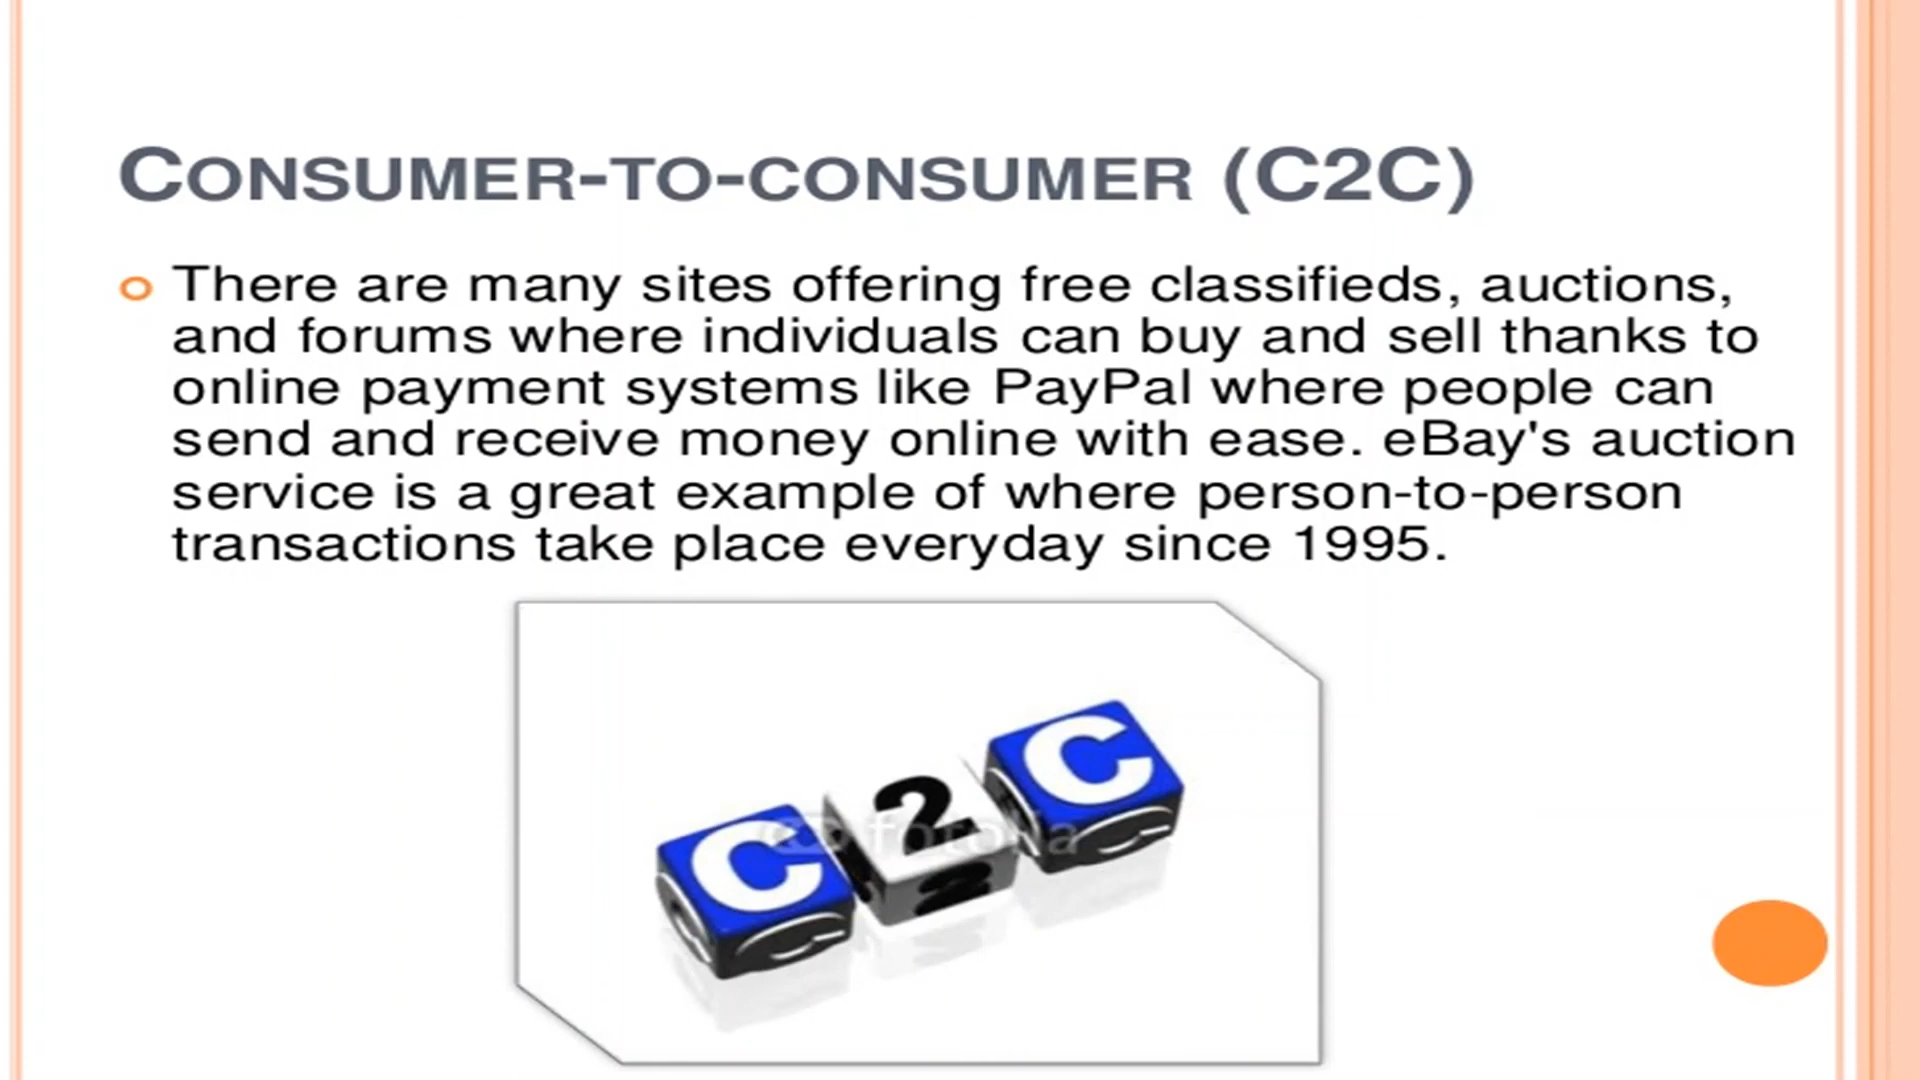 CONSUMER-TO-CONSUMER (C2C)
There are many sites offering free classifieds, auctions,
and forums where individuals can buy and sell thanks to
online payment systems like PayPal where people can
send and receive money online with ease. eBay's auction
service is a great example of where person-to-person
transactions take place everyday since 1995.
C 2 C
fotolia